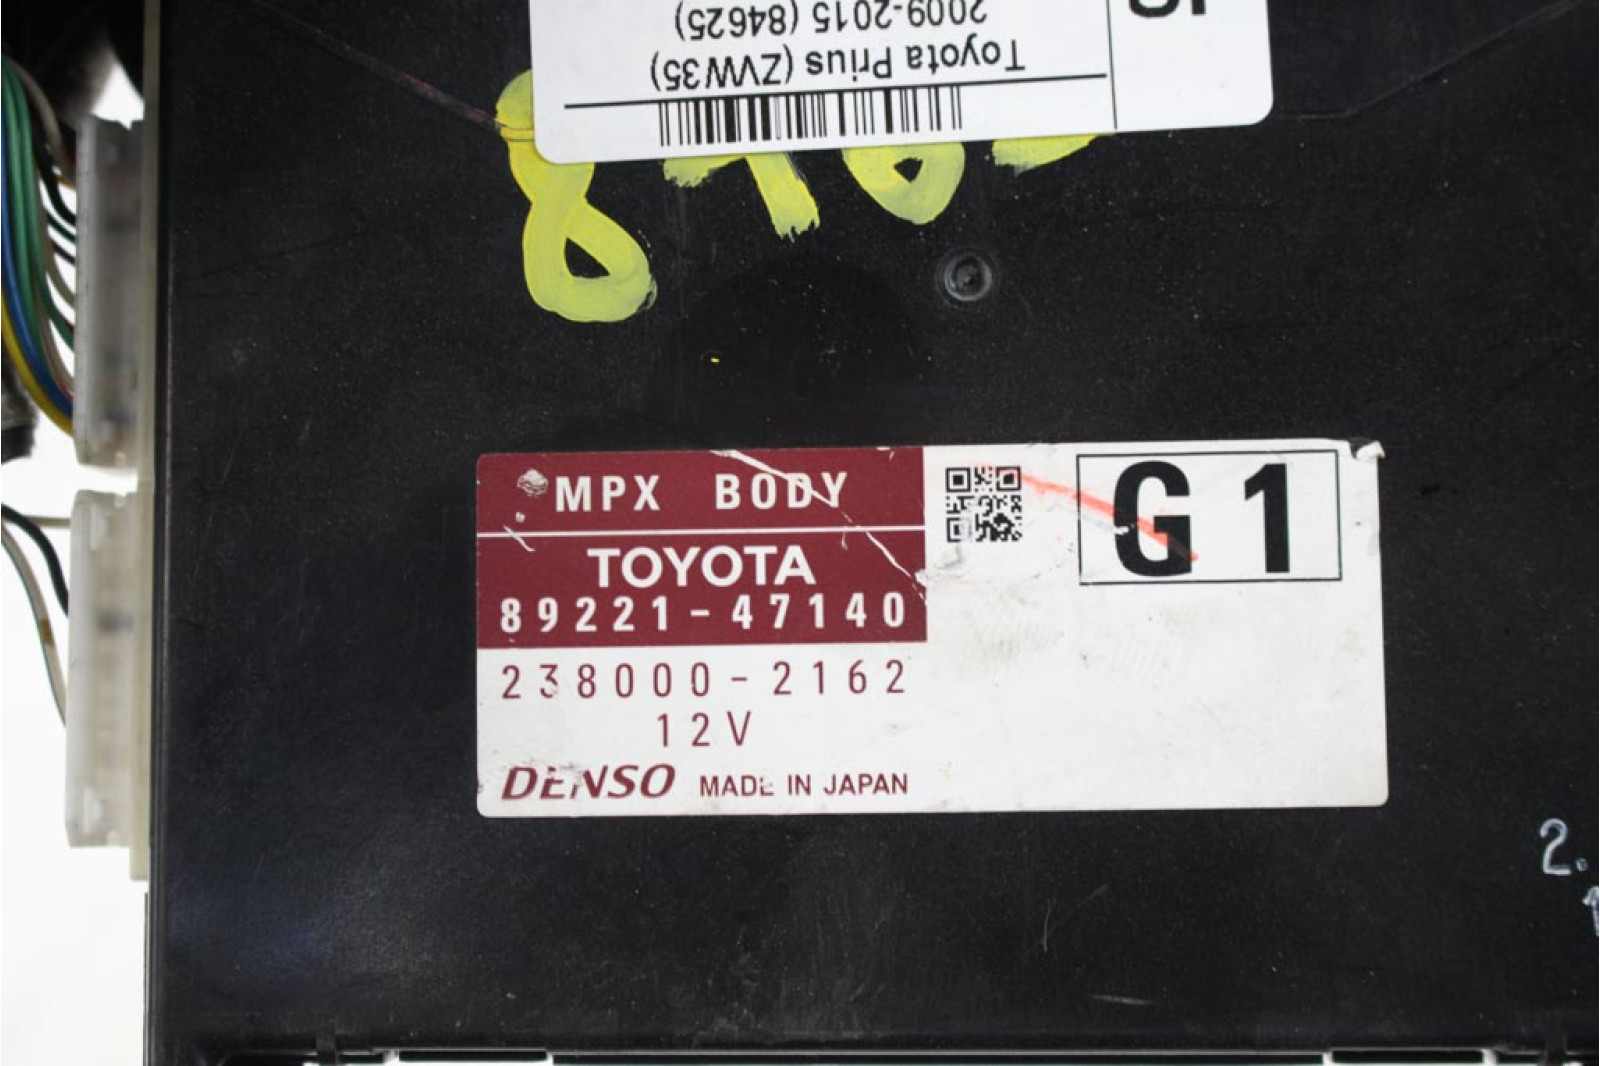 Toyota Prius (ZVW35)
2009-2015 (84625)
MPX BODY
TOYOTA
89221-47140
238000-2162
12V
DENSO MADE IN JAPAN
G1
2.